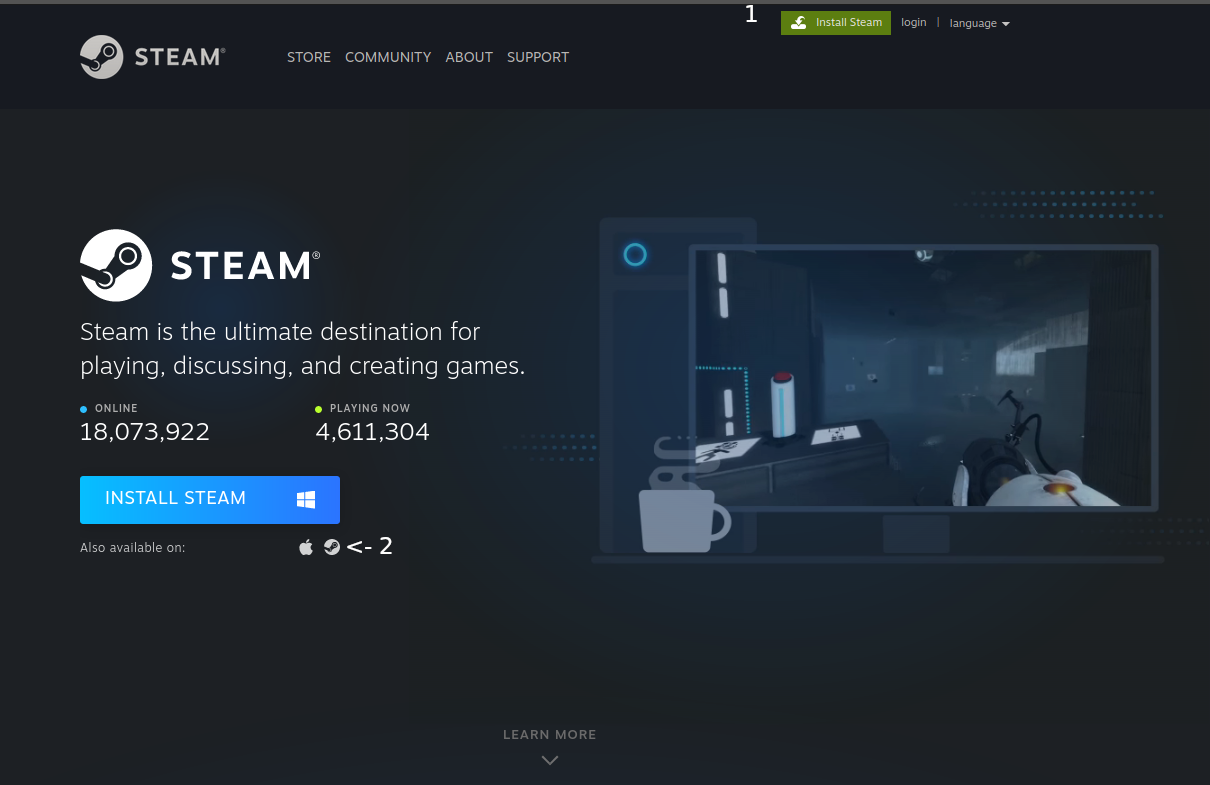 1
Install Steam login | language
STEAM®
STORE COMMUNITY ABOUT SUPPORT
STEAM®
Steam is the ultimate destination for
playing, discussing, and creating games.
ONLINE
18,073,922
PLAYING NOW
4,611,304
INSTALL STEAM
Also available on:
<- 2
LEARN MORE